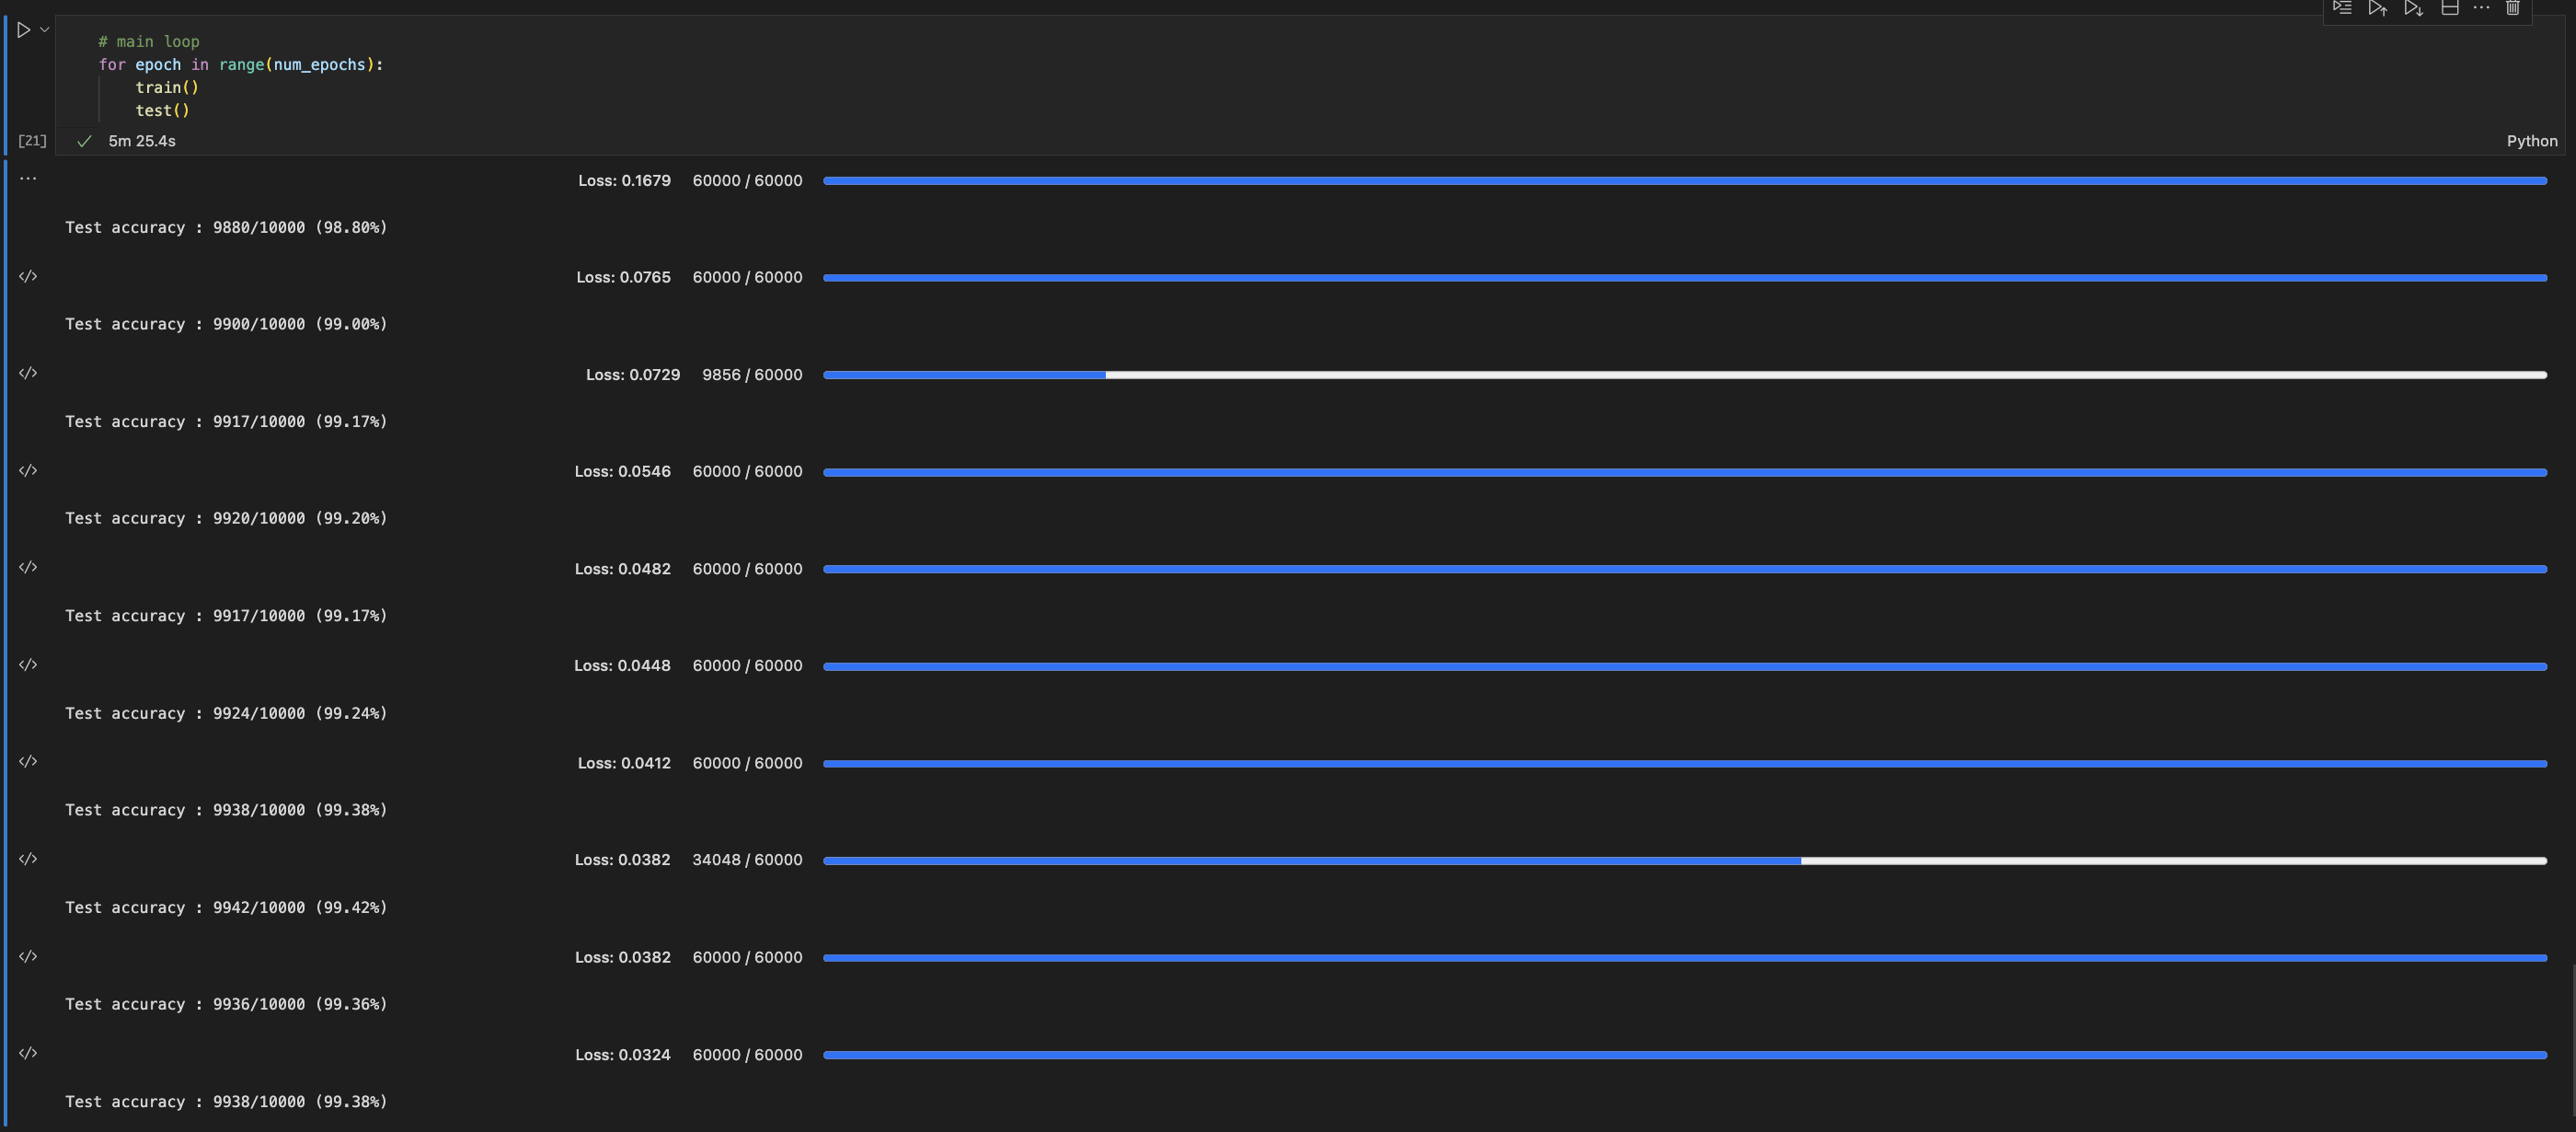 # main loop
for epoch in range(num_epochs):
    train()
    test()
[21] 5m 25.4s Python
... Loss: 0.1679 60000 / 60000
Test accuracy : 9880/10000 (98.80%)
</> Loss: 0.0765 60000 / 60000
Test accuracy : 9900/10000 (99.00%)
</> Loss: 0.0729 9856 / 60000
Test accuracy : 9917/10000 (99.17%)
</> Loss: 0.0546 60000 / 60000
Test accuracy : 9920/10000 (99.20%)
</> Loss: 0.0482 60000 / 60000
Test accuracy : 9917/10000 (99.17%)
</> Loss: 0.0448 60000 / 60000
Test accuracy : 9924/10000 (99.24%)
</> Loss: 0.0412 60000 / 60000
Test accuracy : 9938/10000 (99.38%)
</> Loss: 0.0382 34048 / 60000
Test accuracy : 9942/10000 (99.42%)
</> Loss: 0.0382 60000 / 60000
Test accuracy : 9936/10000 (99.36%)
</> Loss: 0.0324 60000 / 60000
Test accuracy : 9938/10000 (99.38%)